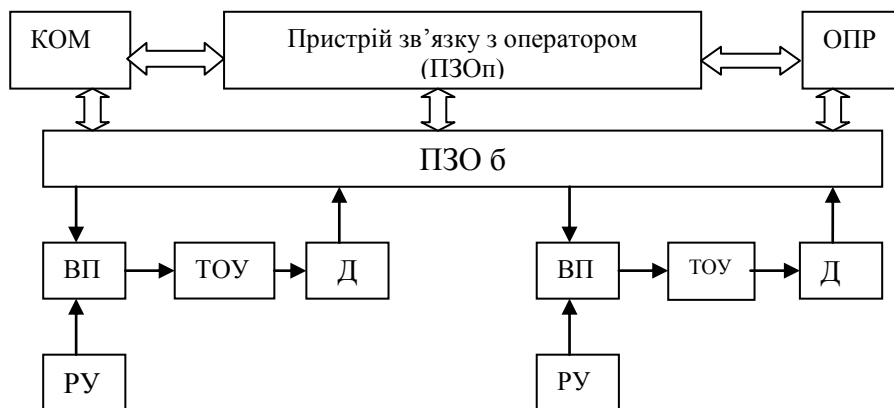 КОМ
Пристрій зв’язку з оператором
(ПЗОп)
ОПР
ПЗО б
ВП
ТОУ
Д
ВП
ТОУ
Д
РУ
РУ